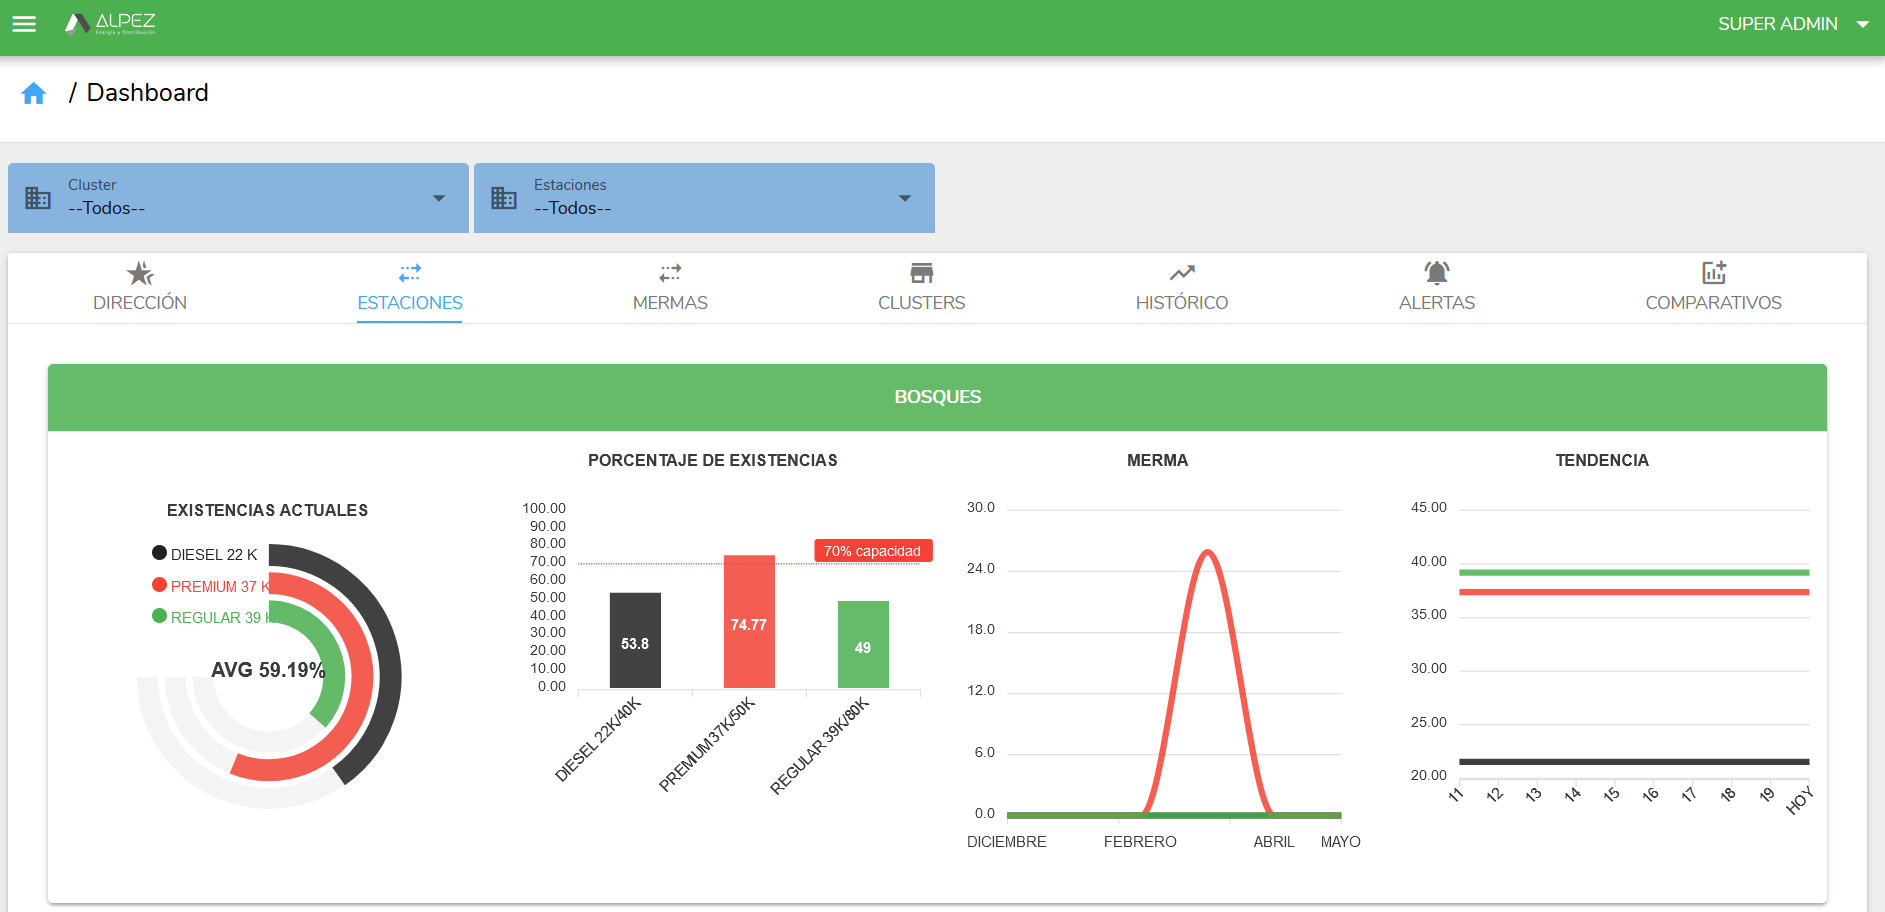 ALPEZ
Energía y Distribución
SUPER ADMIN
/ Dashboard
Cluster
--Todos--
Estaciones
--Todos--
DIRECCIÓN
ESTACIONES
MERMAS
CLUSTERS
HISTÓRICO
ALERTAS
COMPARATIVOS
BOSQUES
EXISTENCIAS ACTUALES
DIESEL 22 K
PREMIUM 37 K
REGULAR 39 K
AVG 59.19%
PORCENTAJE DE EXISTENCIAS
100.00
90.00
80.00
70.00
60.00
50.00
40.00
30.00
20.00
10.00
0.00
70% capacidad
53.8
74.77
49
DIESEL 22K/40K
PREMIUM 37K/50K
REGULAR 39K/80K
MERMA
30.0
24.0
18.0
12.0
6.0
0.0
DICIEMBRE
FEBRERO
ABRIL
MAYO
TENDENCIA
45.00
40.00
35.00
30.00
25.00
20.00
11
12
13
14
15
16
17
18
19
HOY